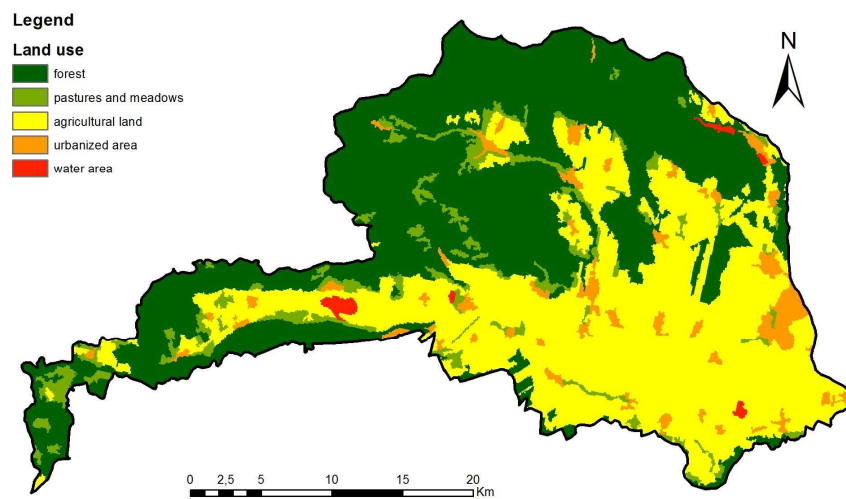 Legend
Land use
forest
pastures and meadows
agricultural land
urbanized area
water area
N
0 2,5 5 10 15 20
Km